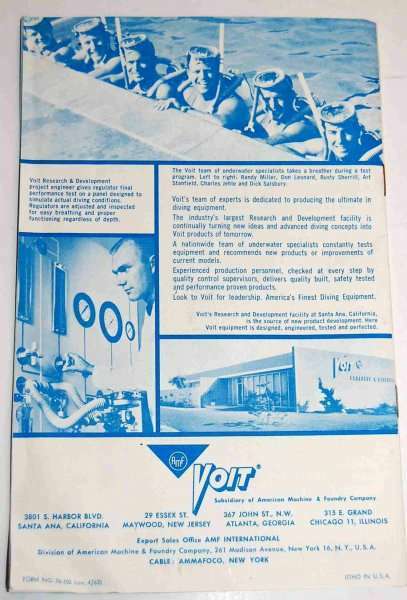 The Voit team of underwater specialists takes a breather during a test
program. Left to right: Randy Miller, Don Leonard, Rusty Sherrill, Art
Stanfield, Charles Jehle and Dick Salsbury.
Voit Research & Development
project engineer gives regulator final
performance test on a panel designed to
simulate actual diving conditions.
Regulators are adjusted and inspected
for easy breathing and proper
functioning regardless of depth.
Voit's team of experts is dedicated to producing the ultimate in
diving equipment.
The industry's largest Research and Development facility is
continually turning new ideas and advanced diving concepts into
Voit products of tomorrow.
A nationwide team of underwater specialists constantly tests
equipment and recommends new products or improvements of
current models.
Experienced production personnel, checked at every step by
quality control supervisors, delivers quality built, safety tested
and performance proven products.
Look to Voit for leadership. America's Finest Diving Equipment.
Voit's Research and Development facility at Santa Ana, California,
is the source of new product development. Here
Voit equipment is designed, engineered, tested and perfected.
Voit
RESEARCH &
AMF
VOIT®
Subsidiary of American Machine & Foundry Company
3801 S. HARBOR BLVD.
SANTA ANA, CALIFORNIA
29 ESSEX ST.
MAYWOOD, NEW JERSEY
367 JOHN ST., N.W.
ATLANTA, GEORGIA
315 E. GRAND
CHICAGO 11, ILLINOIS
Export Sales Office AMF INTERNATIONAL
Division of American Machine & Foundry Company, 261 Madison Avenue, New York 16, N. Y., U. S. A.
CABLE: AMMAFOCO, NEW YORK
FORM NO.
LITHO IN U.S.A.